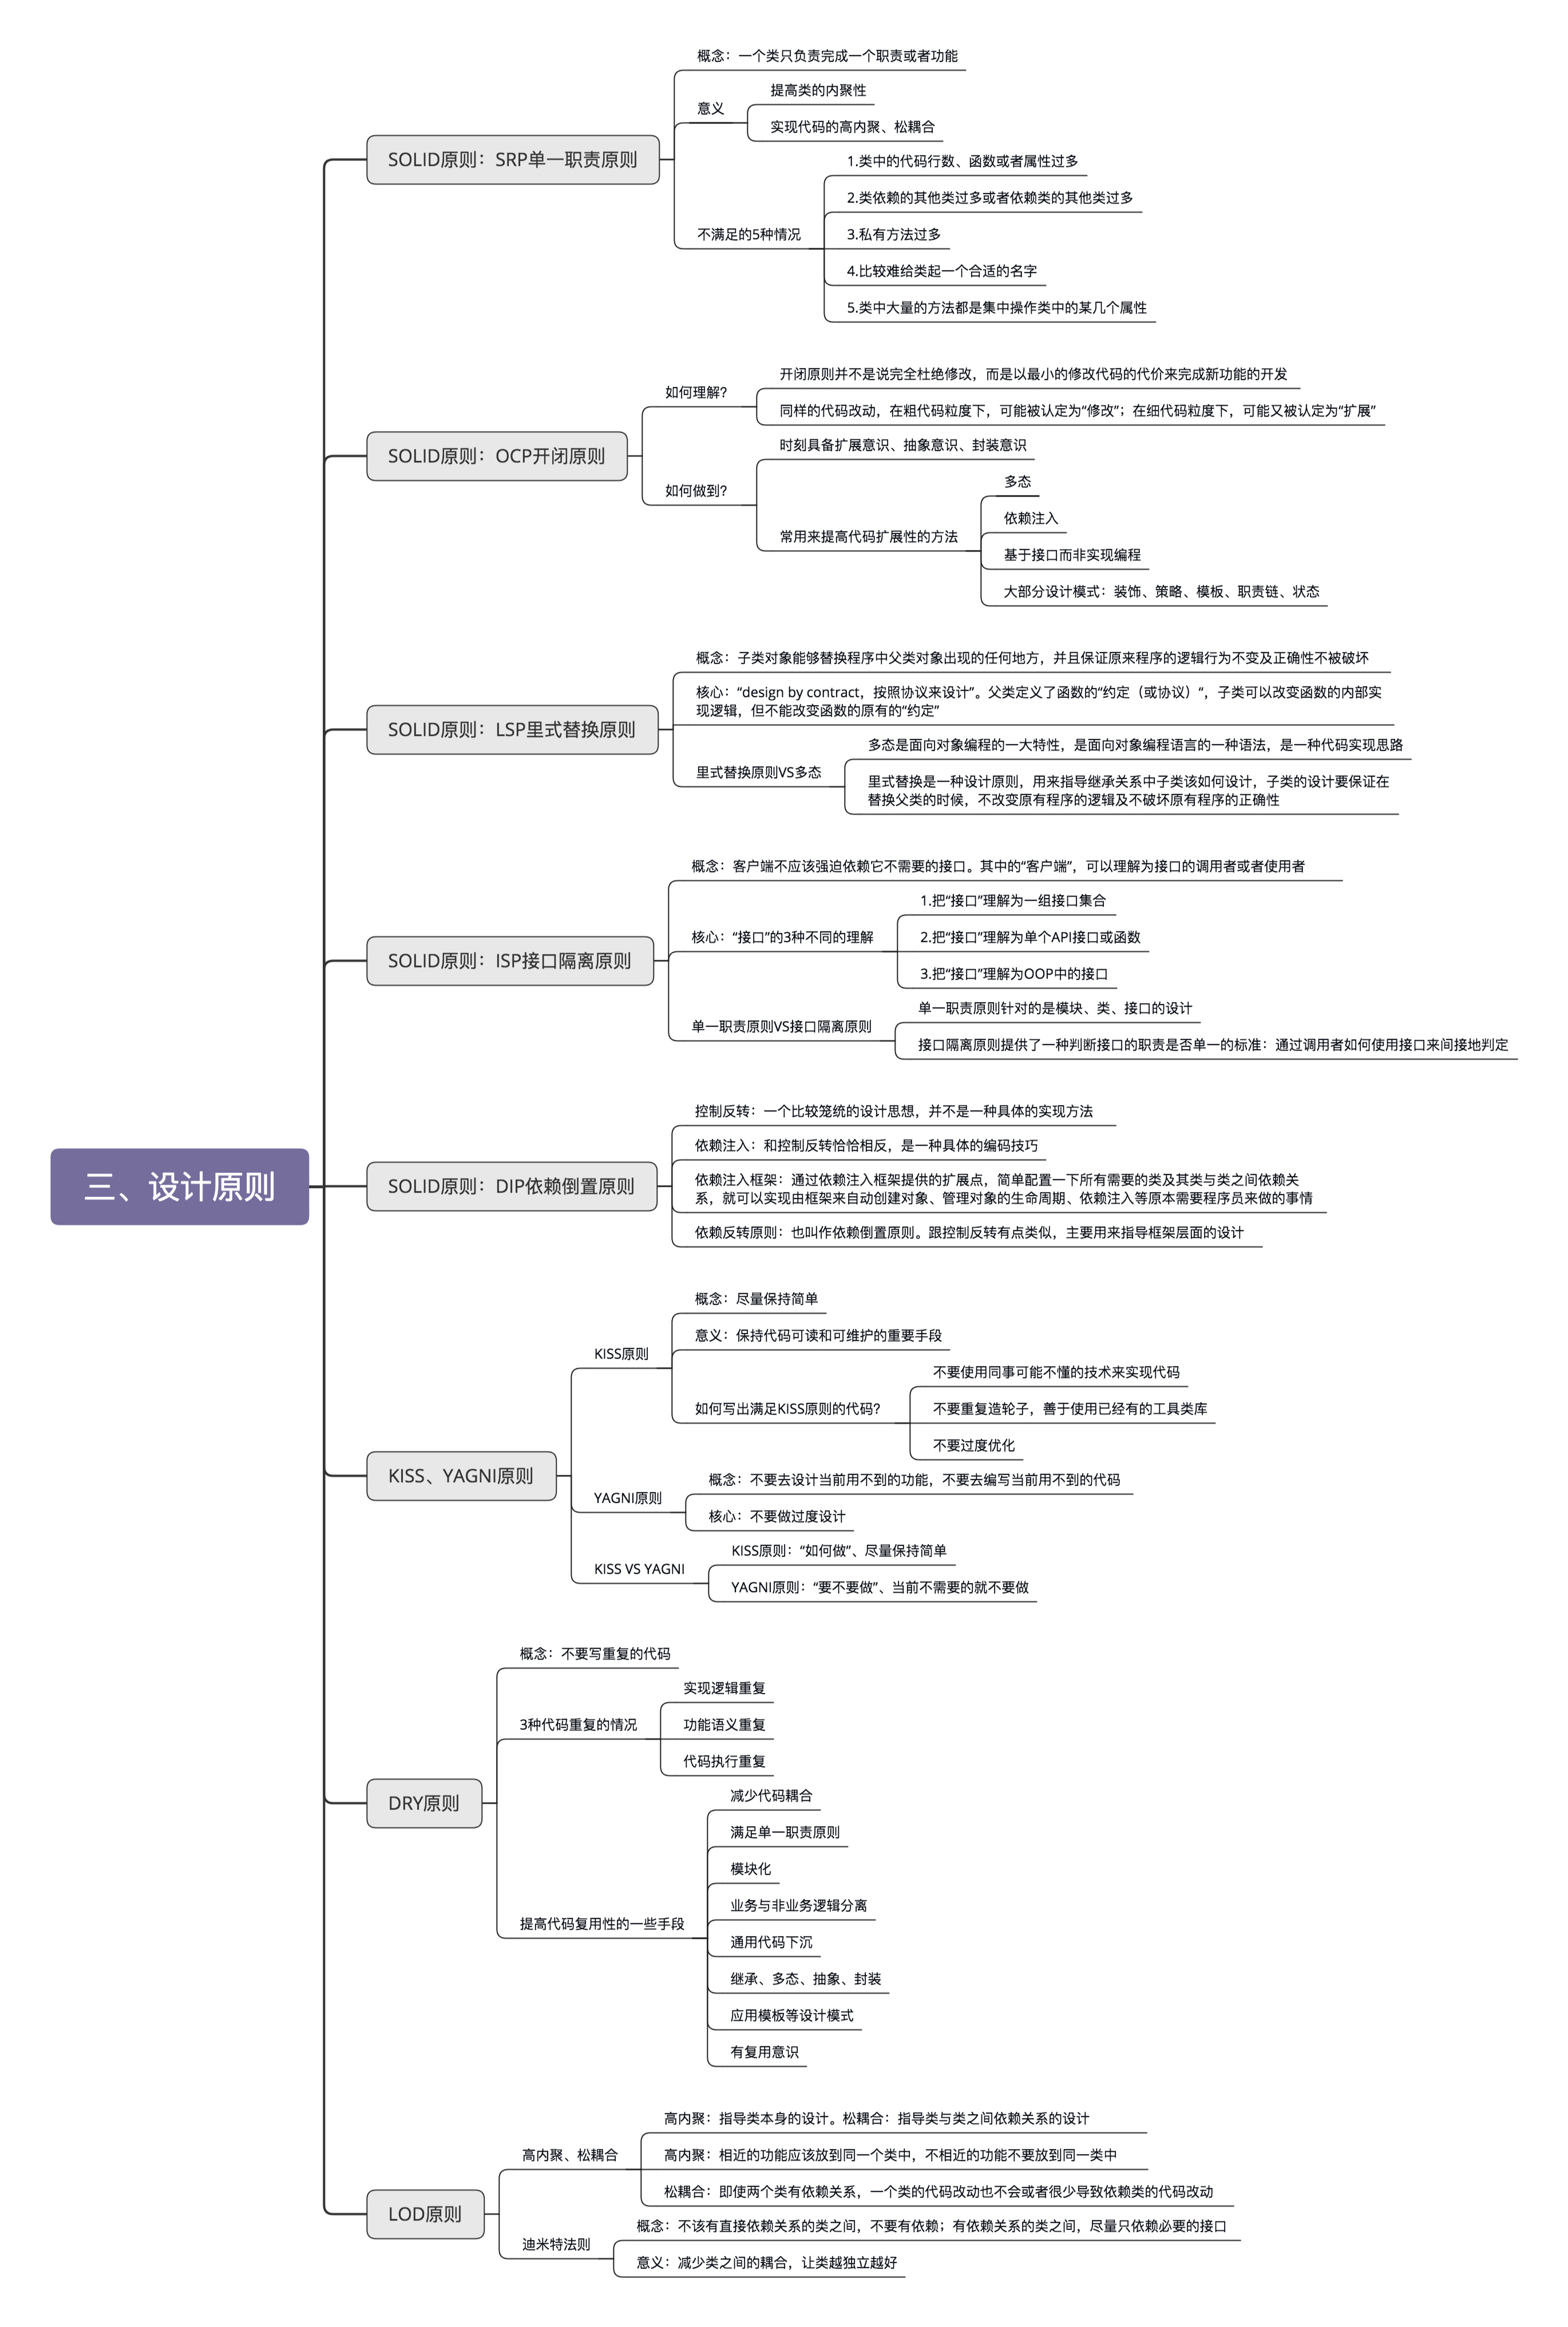 三、设计原则
SOLID原则：SRP单一职责原则
概念：一个类只负责完成一个职责或者功能
意义
提高类的内聚性
实现代码的高内聚、松耦合
不满足的5种情况
1.类中的代码行数、函数或者属性过多
2.类依赖的其他类过多或者依赖类的其他类过多
3.私有方法过多
4.比较难给类起一个合适的名字
5.类中大量的方法都是集中操作类中的某几个属性
SOLID原则：OCP开闭原则
如何理解？
开闭原则并不是说完全杜绝修改，而是以最小的修改代码的代价来完成新功能的开发
同样的代码改动，在粗代码粒度下，可能被认定为“修改”；在细代码粒度下，可能又被认定为“扩展”
如何做到？
时刻具备扩展意识、抽象意识、封装意识
常用来提高代码扩展性的方法
多态
依赖注入
基于接口而非实现编程
大部分设计模式：装饰、策略、模板、职责链、状态
SOLID原则：LSP里式替换原则
概念：子类对象能够替换程序中父类对象出现的任何地方，并且保证原来程序的逻辑行为不变及正确性不被破坏
核心：“design by contract，按照协议来设计”。父类定义了函数的“约定（或协议）“，子类可以改变函数的内部实
现逻辑，但不能改变函数的原有的“约定”
里式替换原则VS多态
多态是面向对象编程的一大特性，是面向对象编程语言的一种语法，是一种代码实现思路
里式替换是一种设计原则，用来指导继承关系中子类该如何设计，子类的设计要保证在
替换父类的时候，不改变原有程序的逻辑及不破坏原有程序的正确性
SOLID原则：ISP接口隔离原则
概念：客户端不应该强迫依赖它不需要的接口。其中的“客户端”，可以理解为接口的调用者或者使用者
核心：“接口”的3种不同的理解
1.把“接口”理解为一组接口集合
2.把“接口”理解为单个API接口或函数
3.把“接口”理解为OOP中的接口
单一职责原则VS接口隔离原则
单一职责原则针对的是模块、类、接口的设计
接口隔离原则提供了一种判断接口的职责是否单一的标准：通过调用者如何使用接口来间接地判定
SOLID原则：DIP依赖倒置原则
控制反转：一个比较笼统的设计思想，并不是一种具体的实现方法
依赖注入：和控制反转恰恰相反，是一种具体的编码技巧
依赖注入框架：通过依赖注入框架提供的扩展点，简单配置一下所有需要的类及其类与类之间依赖关
系，就可以实现由框架来自动创建对象、管理对象的生命周期、依赖注入等原本需要程序员来做的事情
依赖反转原则：也叫作依赖倒置原则。跟控制反转有点类似，主要用来指导框架层面的设计
KISS、YAGNI原则
KISS原则
概念：尽量保持简单
意义：保持代码可读和可维护的重要手段
如何写出满足KISS原则的代码？
不要使用同事可能不懂的技术来实现代码
不要重复造轮子，善于使用已经有的工具类库
不要过度优化
YAGNI原则
概念：不要去设计当前用不到的功能，不要去编写当前用不到的代码
核心：不要做过度设计
KISS VS YAGNI
KISS原则：“如何做”、尽量保持简单
YAGNI原则：“要不要做”、当前不需要的就不要做
DRY原则
概念：不要写重复的代码
3种代码重复的情况
实现逻辑重复
功能语义重复
代码执行重复
提高代码复用性的一些手段
减少代码耦合
满足单一职责原则
模块化
业务与非业务逻辑分离
通用代码下沉
继承、多态、抽象、封装
应用模板等设计模式
有复用意识
LOD原则
高内聚、松耦合
高内聚：指导类本身的设计。松耦合：指导类与类之间依赖关系的设计
高内聚：相近的功能应该放到同一个类中，不相近的功能不要放到同一类中
松耦合：即使两个类有依赖关系，一个类的代码改动也不会或者很少导致依赖类的代码改动
迪米特法则
概念：不该有直接依赖关系的类之间，不要有依赖；有依赖关系的类之间，尽量只依赖必要的接口
意义：减少类之间的耦合，让类越独立越好